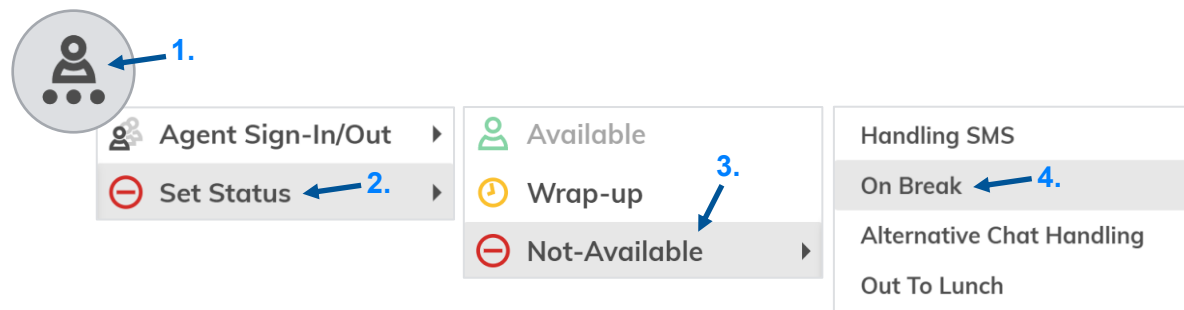 1.
Agent Sign-In/Out
Set Status
2.
Available
Wrap-up
3.
Not-Available
Handling SMS
On Break
4.
Alternative Chat Handling
Out To Lunch